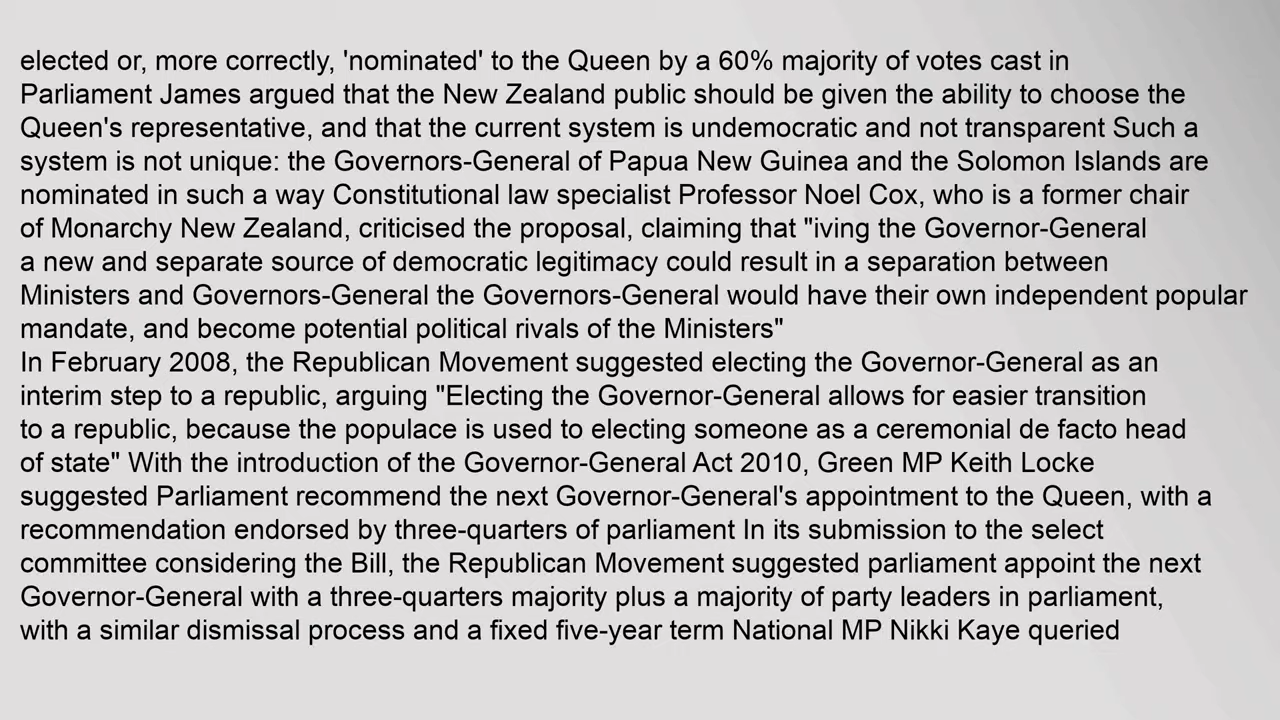 elected or, more correctly, 'nominated' to the Queen by a 60% majority of votes cast in
Parliament James argued that the New Zealand public should be given the ability to choose the
Queen's representative, and that the current system is undemocratic and not transparent Such a
system is not unique: the Governors-General of Papua New Guinea and the Solomon Islands are
nominated in such a way Constitutional law specialist Professor Noel Cox, who is a former chair
of Monarchy New Zealand, criticised the proposal, claiming that "iving the Governor-General
a new and separate source of democratic legitimacy could result in a separation between
Ministers and Governors-General the Governors-General would have their own independent popular
mandate, and become potential political rivals of the Ministers"
In February 2008, the Republican Movement suggested electing the Governor-General as an
interim step to a republic, arguing "Electing the Governor-General allows for easier transition
to a republic, because the populace is used to electing someone as a ceremonial de facto head
of state" With the introduction of the Governor-General Act 2010, Green MP Keith Locke
suggested Parliament recommend the next Governor-General's appointment to the Queen, with a
recommendation endorsed by three-quarters of parliament In its submission to the select
committee considering the Bill, the Republican Movement suggested parliament appoint the next
Governor-General with a three-quarters majority plus a majority of party leaders in parliament,
with a similar dismissal process and a fixed five-year term National MP Nikki Kaye queried